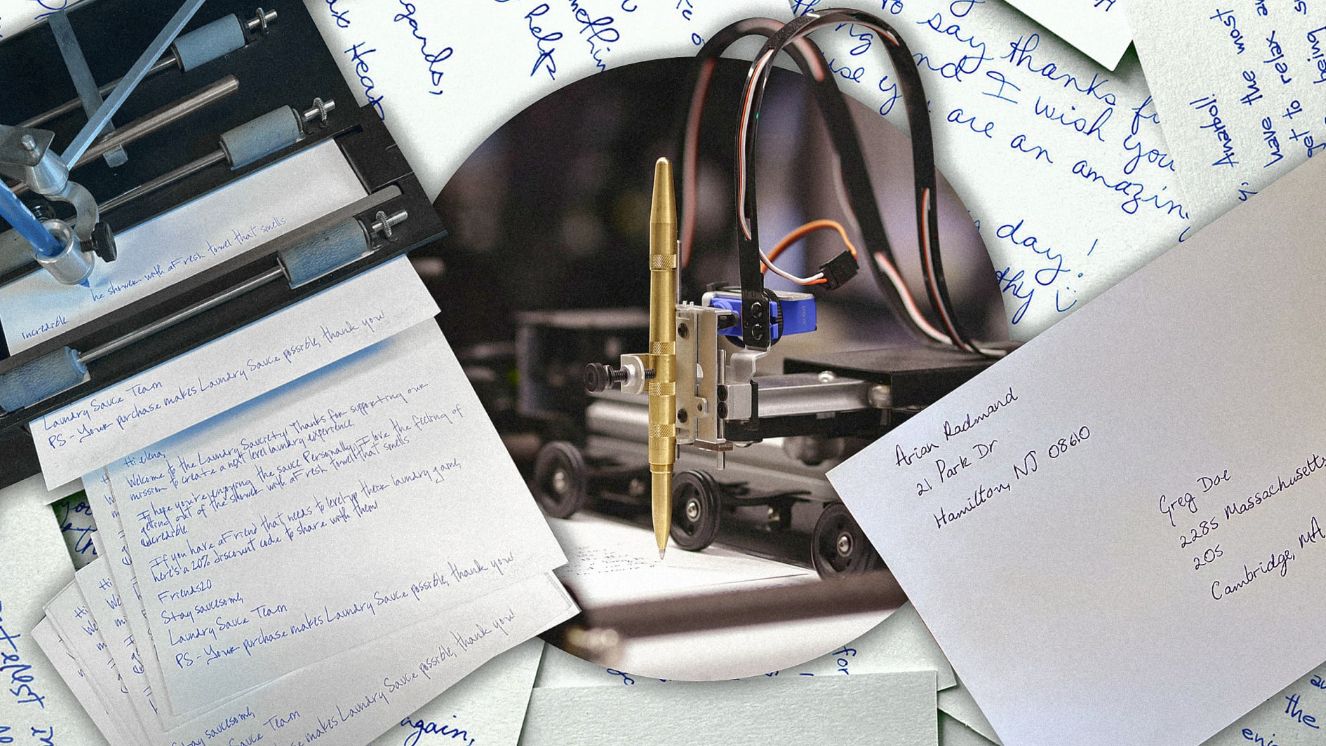 egards,
help
somethin
to say thanks f
and I wish you
are an amazin
day!
being
get to relax
have the most
the shower with a fresh towel that smells
incredible
Laundry Sauce Team
PS - Your purchase makes Laundry Sauce possible, thank you!
Hi elena,
Welcome to the Laundry Saucetry! Thanks for supporting our
mission to create a next level laundry experience
I hope you're enjoying the sauce. Personally, I love the feeling of
getting out of the shower with a fresh towel that smells
incredible
If you have a friend that needs to level up their laundry game,
here's a 20% discount code to share with them
Friends20
Stay saucesome,
Laundry Sauce Team
PS - Your purchase makes Laundry Sauce possible, thank you!
Stay saucesome,
Sauce Team
purchase makes Laundry Sauce possible, thank you!
Arian Radmand
21 Park Dr
Hamilton, NJ 08610
Greg Doe
2285 Massachusetts
205
Cambridge, MA
for
again,
the